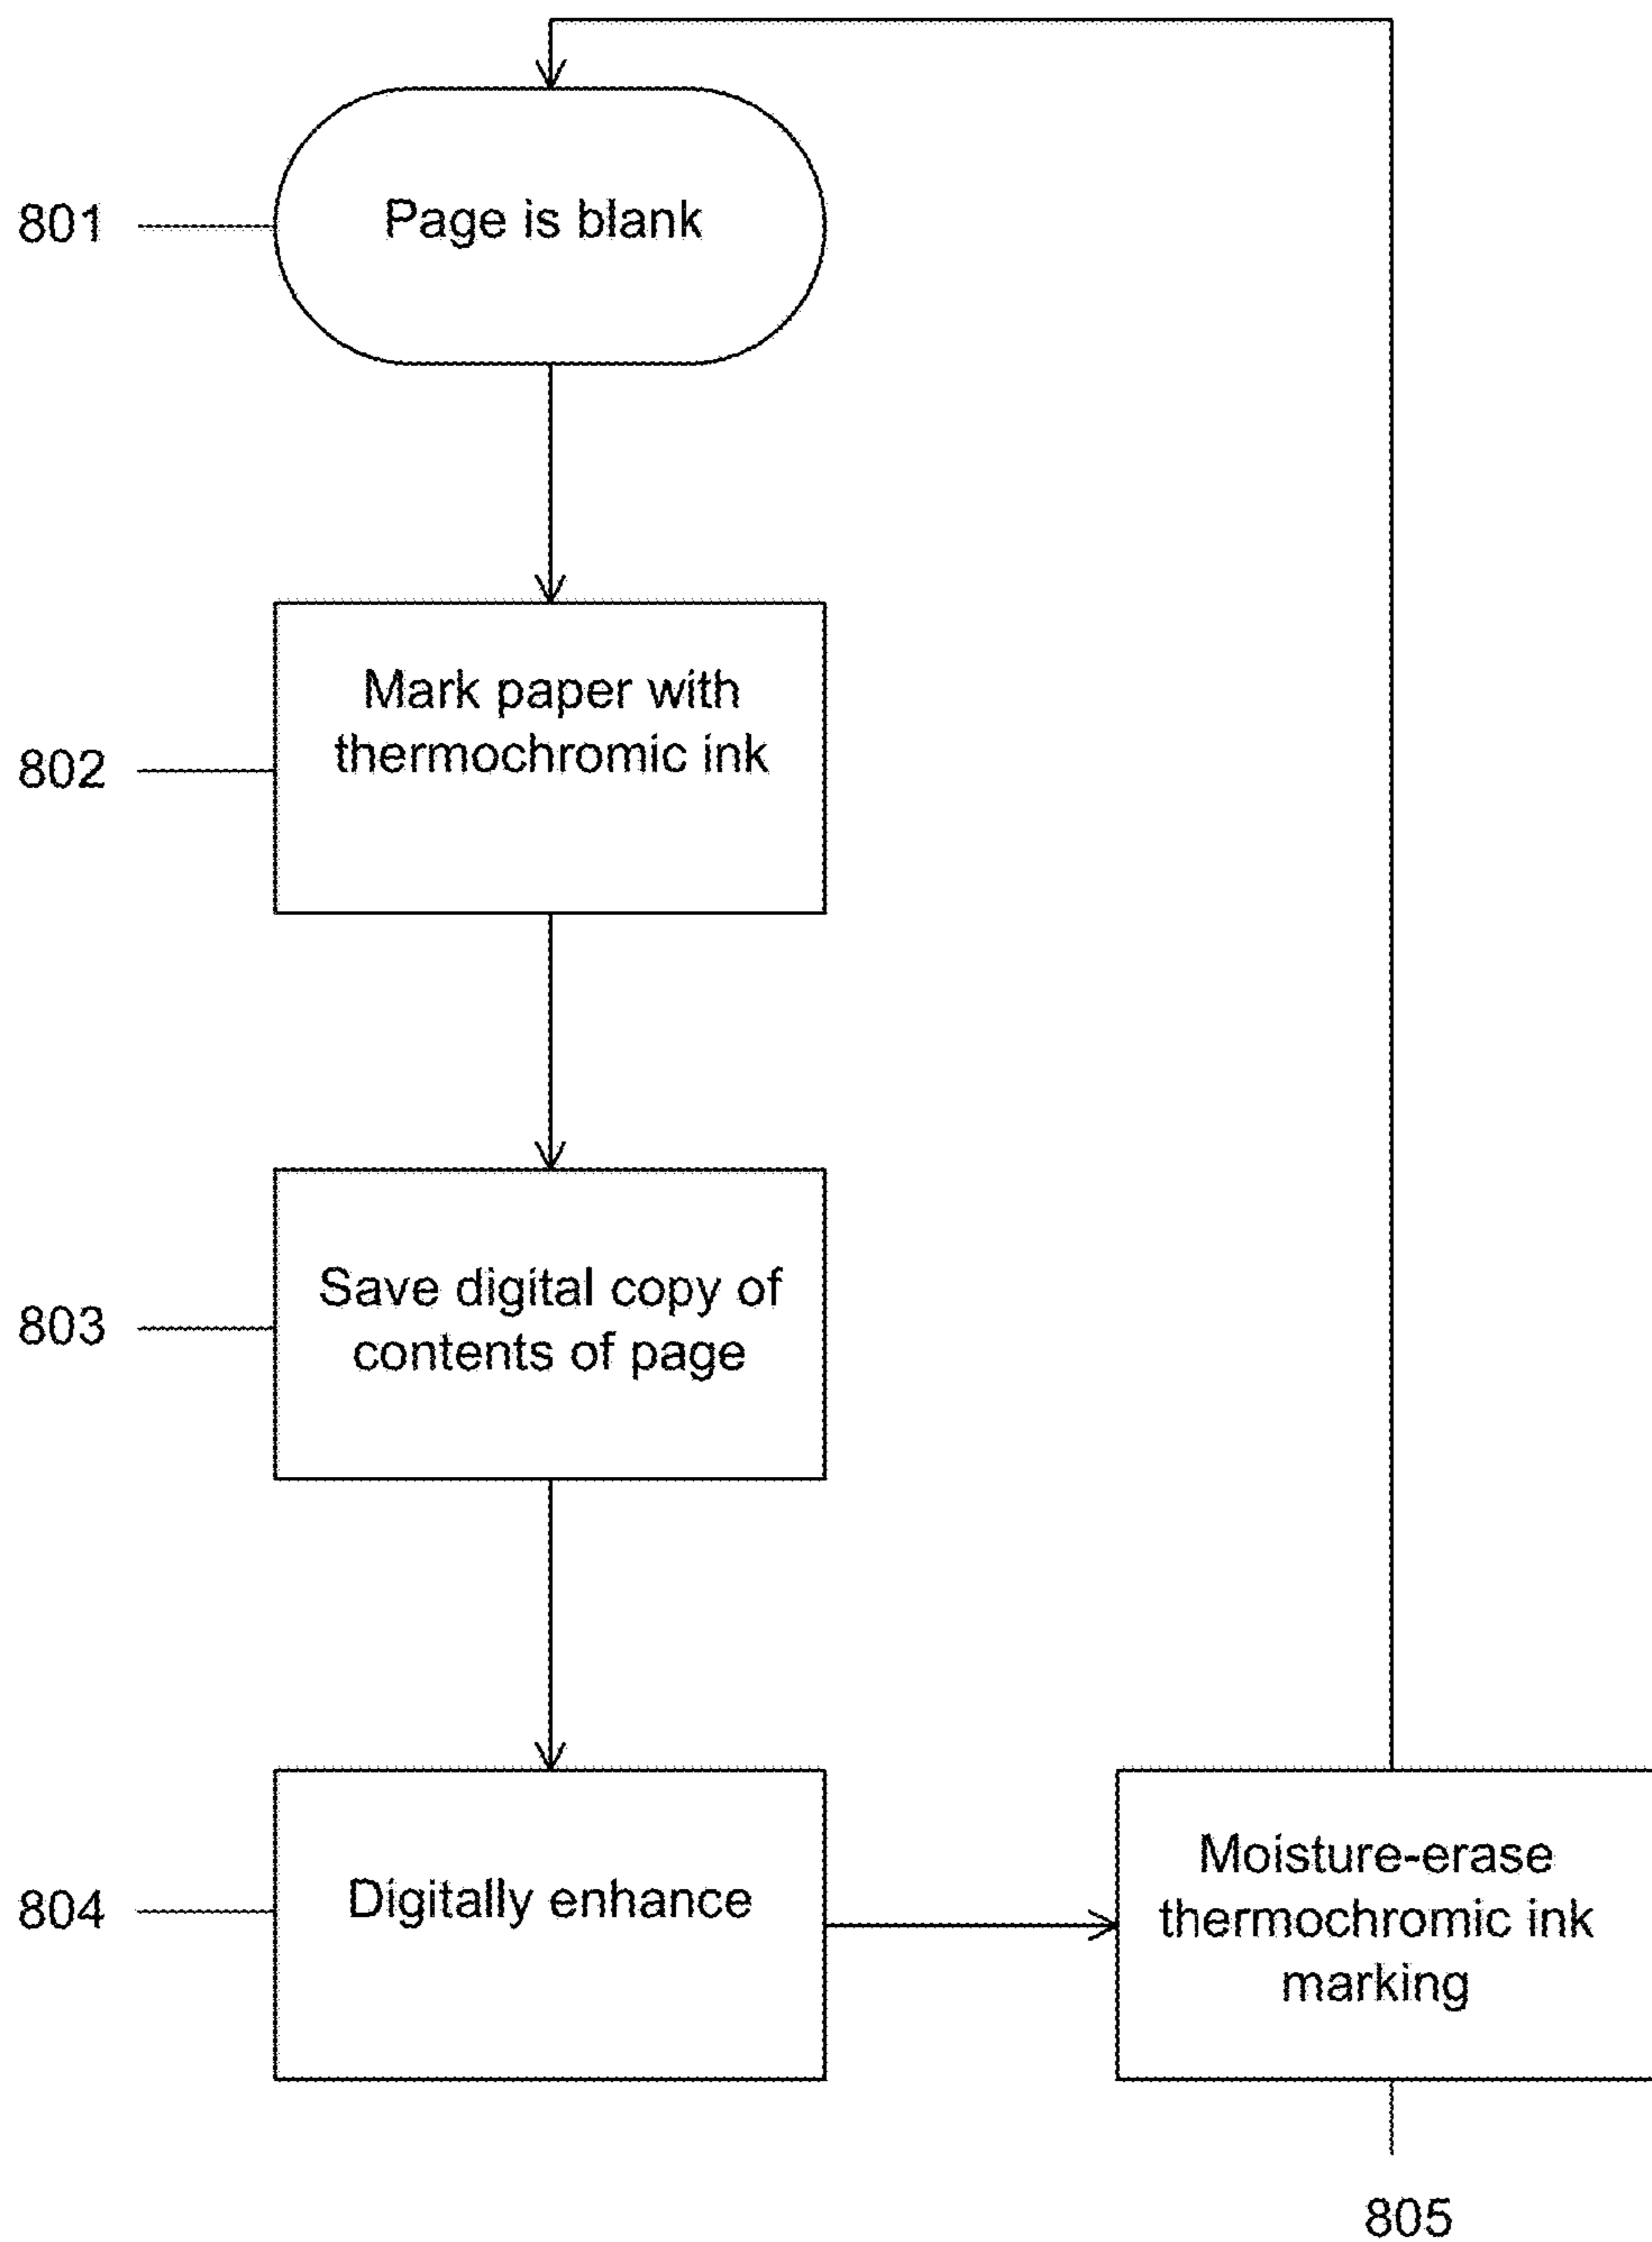 801
Page is blank
802
Mark paper with
thermochromic ink
803
Save digital copy of
contents of page
804
Digitally enhance
Moisture-erase
thermochromic ink
marking
805